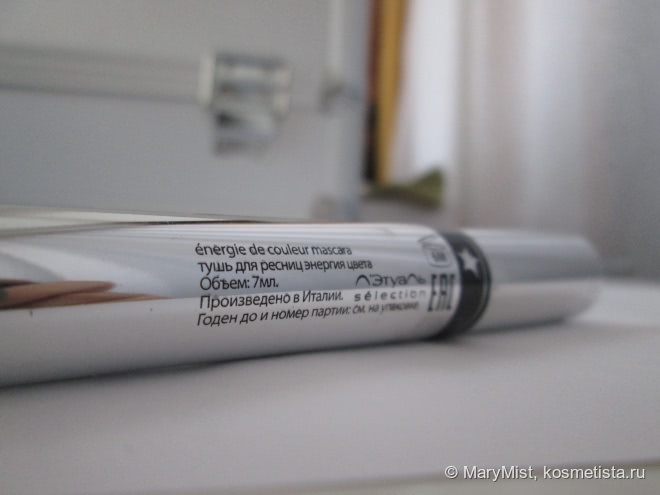 énergie de couleur mascara
тушь для ресниц энергия цвета
Объем: 7мл.
Произведено в Италии.
Годен до и номер партии: см. на упаковке
Л'ЭТУАЛЬ
sélection
EAC
© MaryMist, kosmetista.ru